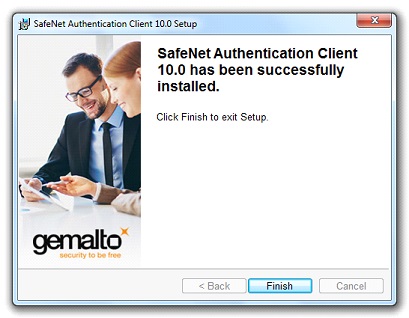 SafeNet Authentication Client 10.0 Setup
SafeNet Authentication Client
10.0 has been successfully
installed.
Click Finish to exit Setup.
gemalto
security to be free
< Back
Finish
Cancel